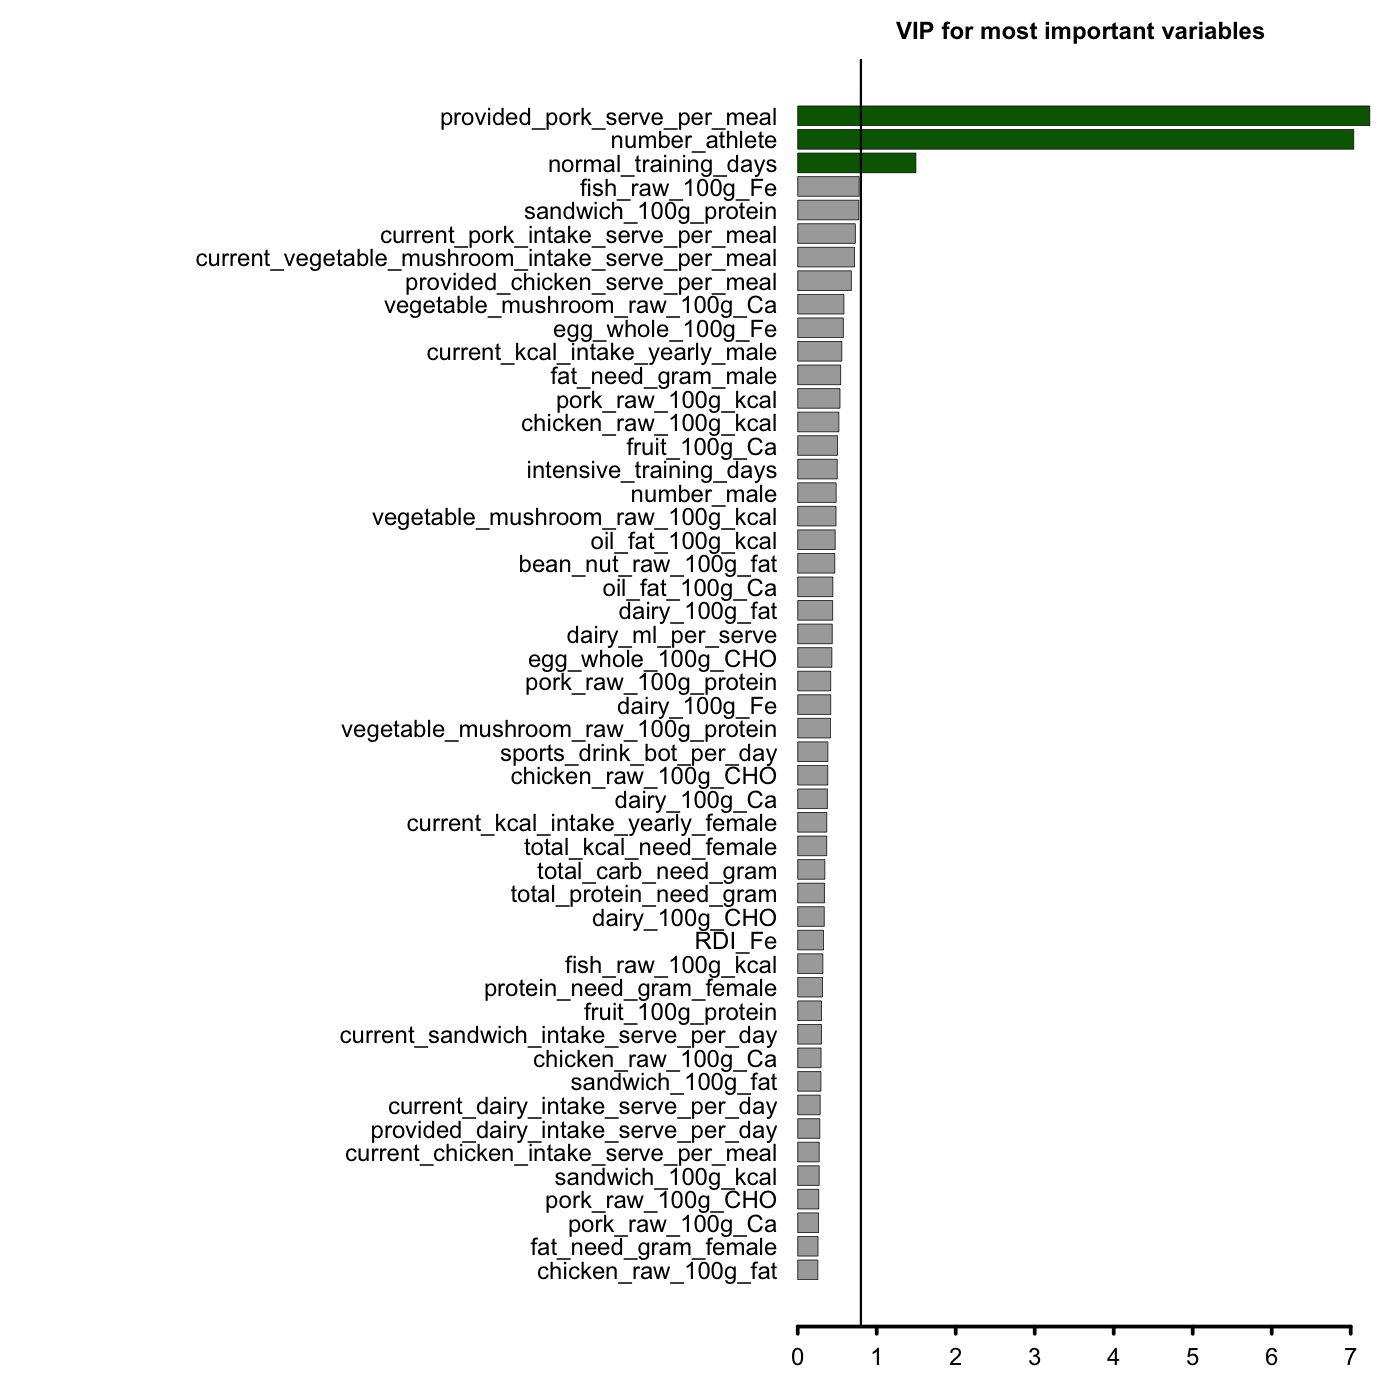 VIP for most important variables
provided_pork_serve_per_meal
number_athlete
normal_training_days
fish_raw_100g_Fe
sandwich_100g_protein
current_pork_intake_serve_per_meal
current_vegetable_mushroom_intake_serve_per_meal
provided_chicken_serve_per_meal
vegetable_mushroom_raw_100g_Ca
egg_whole_100g_Fe
current_kcal_intake_yearly_male
fat_need_gram_male
pork_raw_100g_kcal
chicken_raw_100g_kcal
fruit_100g_Ca
intensive_training_days
number_male
vegetable_mushroom_raw_100g_kcal
oil_fat_100g_kcal
bean_nut_raw_100g_fat
oil_fat_100g_Ca
dairy_100g_fat
dairy_ml_per_serve
egg_whole_100g_CHO
pork_raw_100g_protein
dairy_100g_Fe
vegetable_mushroom_raw_100g_protein
sports_drink_bot_per_day
chicken_raw_100g_CHO
dairy_100g_Ca
current_kcal_intake_yearly_female
total_kcal_need_female
total_carb_need_gram
total_protein_need_gram
dairy_100g_CHO
RDI_Fe
fish_raw_100g_kcal
protein_need_gram_female
fruit_100g_protein
current_sandwich_intake_serve_per_day
chicken_raw_100g_Ca
sandwich_100g_fat
current_dairy_intake_serve_per_day
provided_dairy_intake_serve_per_day
current_chicken_intake_serve_per_meal
sandwich_100g_kcal
pork_raw_100g_CHO
pork_raw_100g_Ca
fat_need_gram_female
chicken_raw_100g_fat
0 1 2 3 4 5 6 7